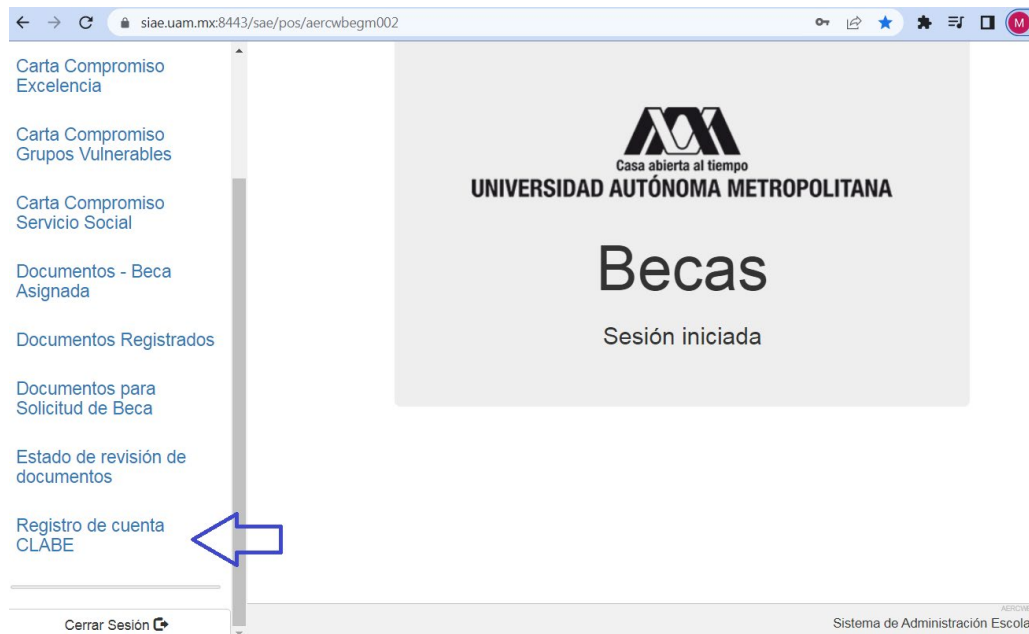 siae.uam.mx:8443/sae/pos/aercwbegm002
M
Carta Compromiso
Excelencia
Carta Compromiso
Grupos Vulnerables
Carta Compromiso
Servicio Social
Documentos - Beca
Asignada
Documentos Registrados
Documentos para
Solicitud de Beca
Estado de revisión de
documentos
Registro de cuenta
CLABE
Cerrar Sesión
Casa abierta al tiempo
UNIVERSIDAD AUTÓNOMA METROPOLITANA
Becas
Sesión iniciada
Sistema de Administración Escola